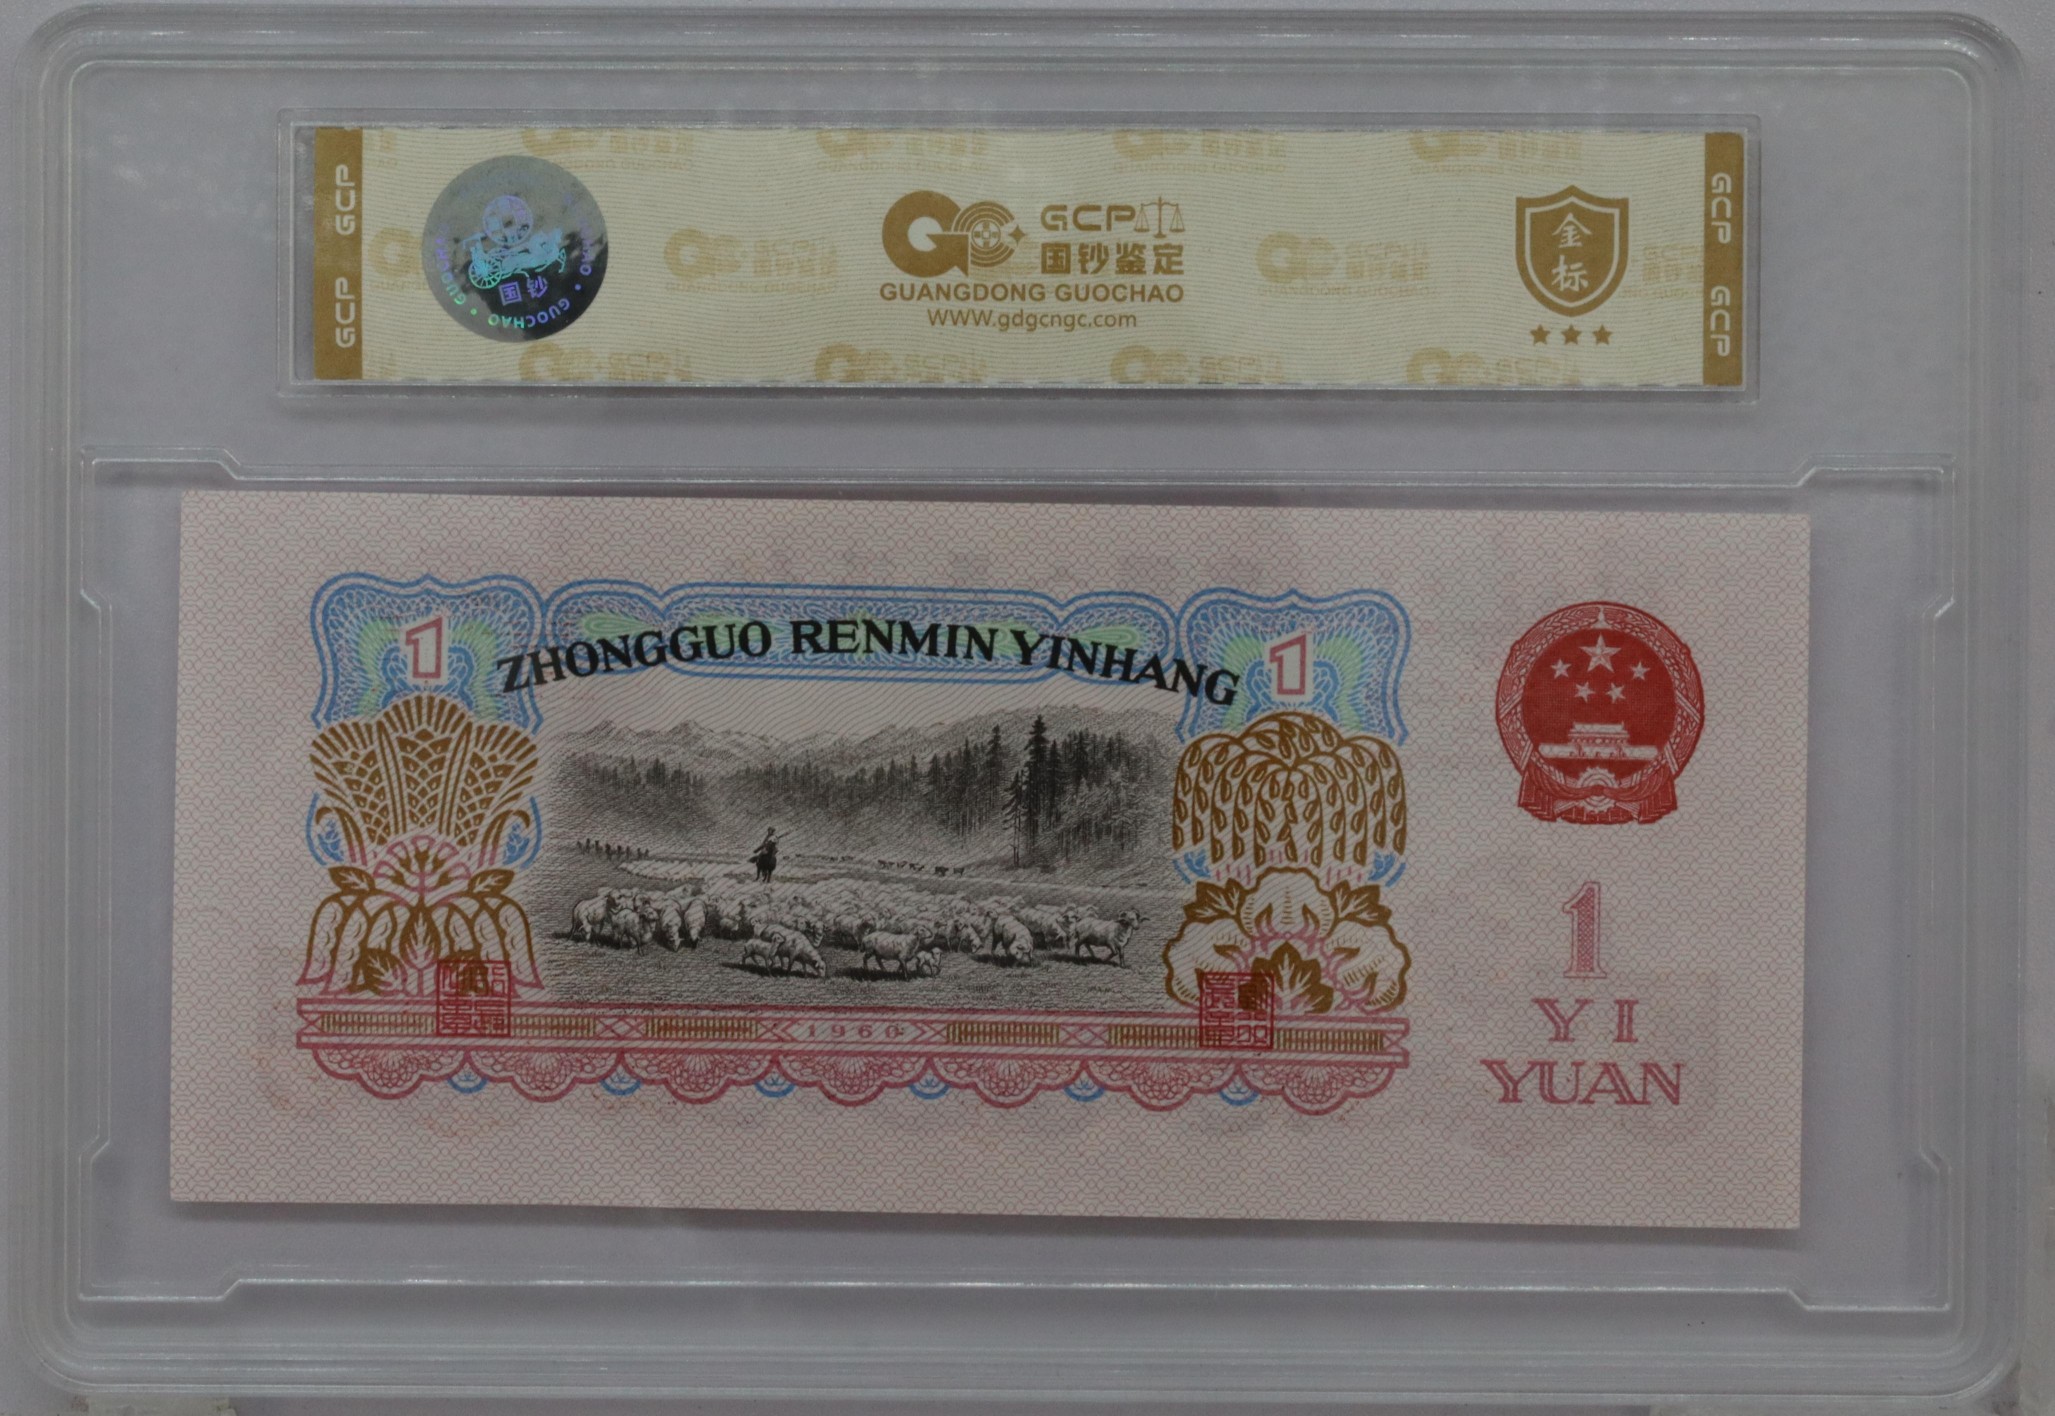 GCP
GCP
GCP
国钞鉴定
GUANGDONG GUOCHAO
WWW.gdgcngc.com
国钞
GUOCHAO
GUOCHAO
金标
GCP
GCP
1
ZHONGGUO RENMIN YINHANG
1
1960
1
YI
YUAN